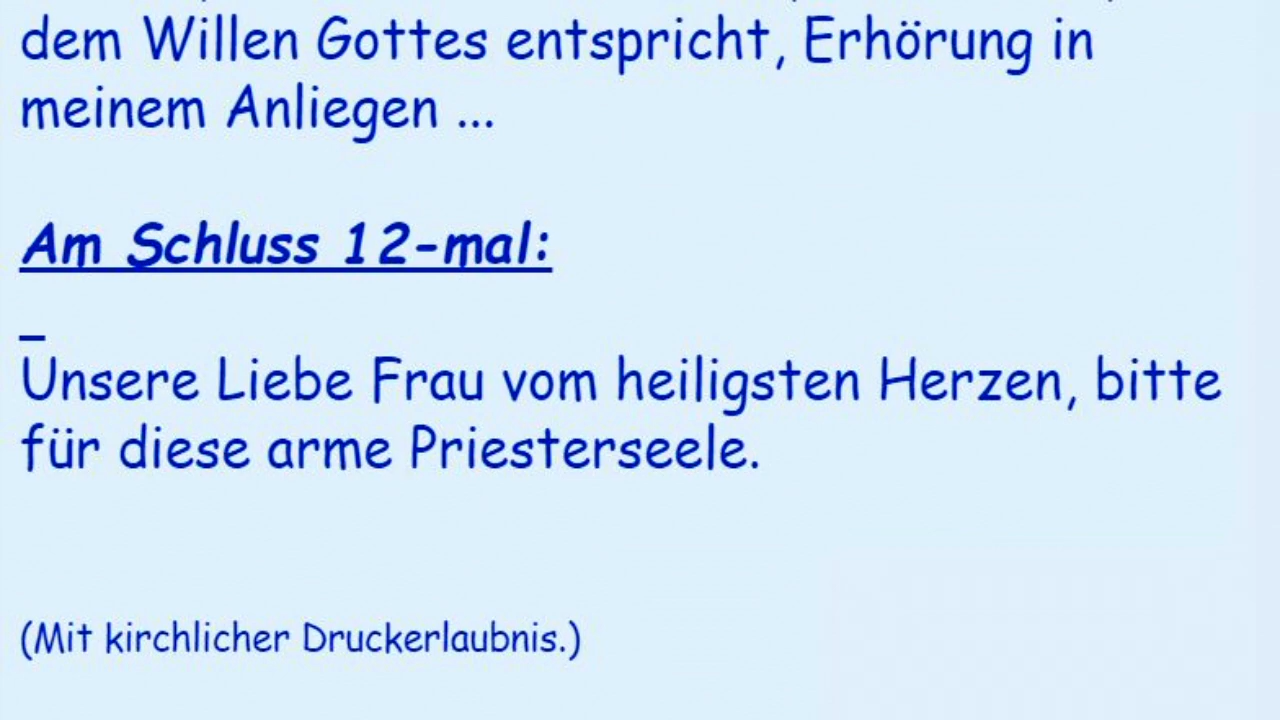 dem Willen Gottes entspricht, Erhörung in
meinem Anliegen ...
Am Schluss 12-mal:
Unsere Liebe Frau vom heiligsten Herzen, bitte
für diese arme Priesterseele.
(Mit kirchlicher Druckerlaubnis.)